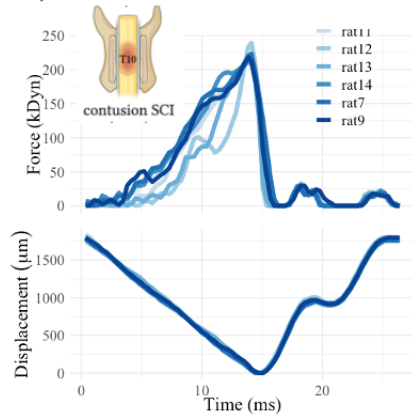 T10
contusion SCI
Force (kDyn)
250
200
150
100
50
0
rat11
rat12
rat13
rat14
rat7
rat9
Displacement (μm)
1500
1000
500
0
0 10 20
Time (ms)